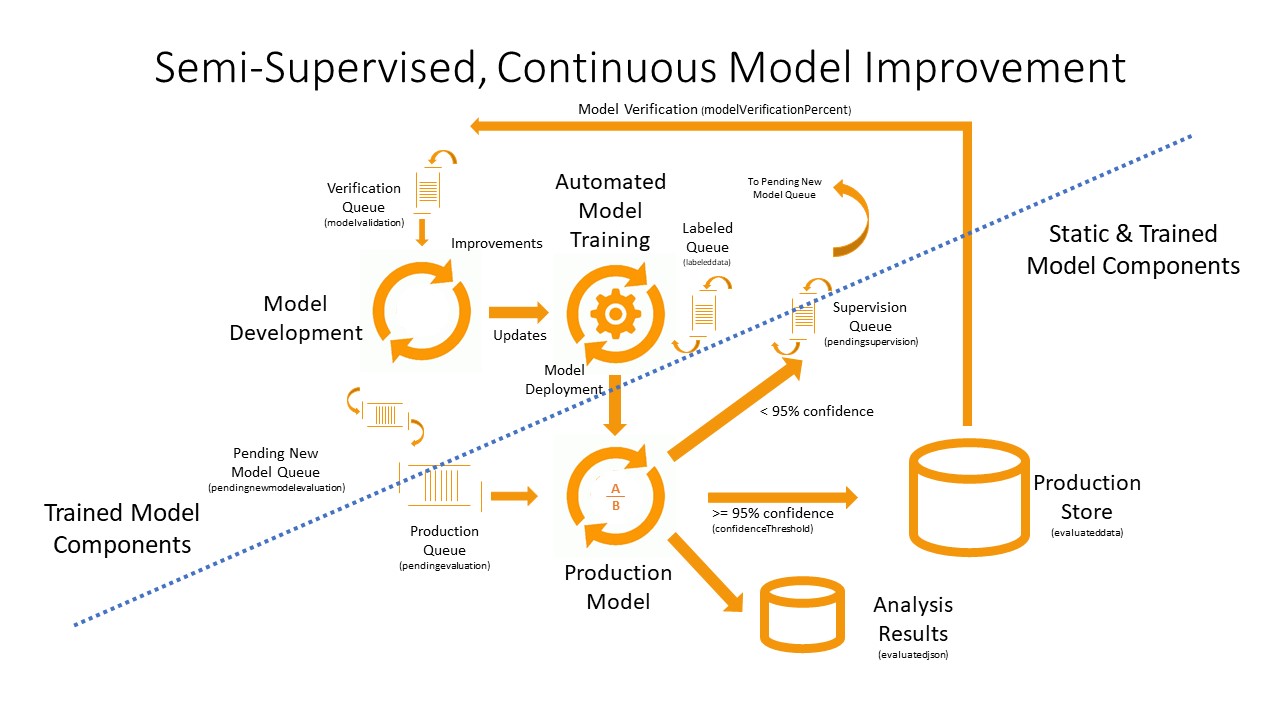 Semi-Supervised, Continuous Model Improvement
Model Verification (modelVerificationPercent)
Verification
Queue
(modelvalidation)
Improvements
Automated
Model
Training
To Pending New
Model Queue
Labeled
Queue
(labeleddata)
Static & Trained
Model Components
Model
Development
Updates
Supervision
Queue
(pendingsupervision)
Model
Deployment
< 95% confidence
Pending New
Model Queue
(pendingnewmodelevaluation)
Trained Model
Components
Production
Queue
(pendingevaluation)
A
B
Production
Model
>= 95% confidence
(confidenceThreshold)
Production
Store
(evaluateddata)
Analysis
Results
(evaluatedjson)